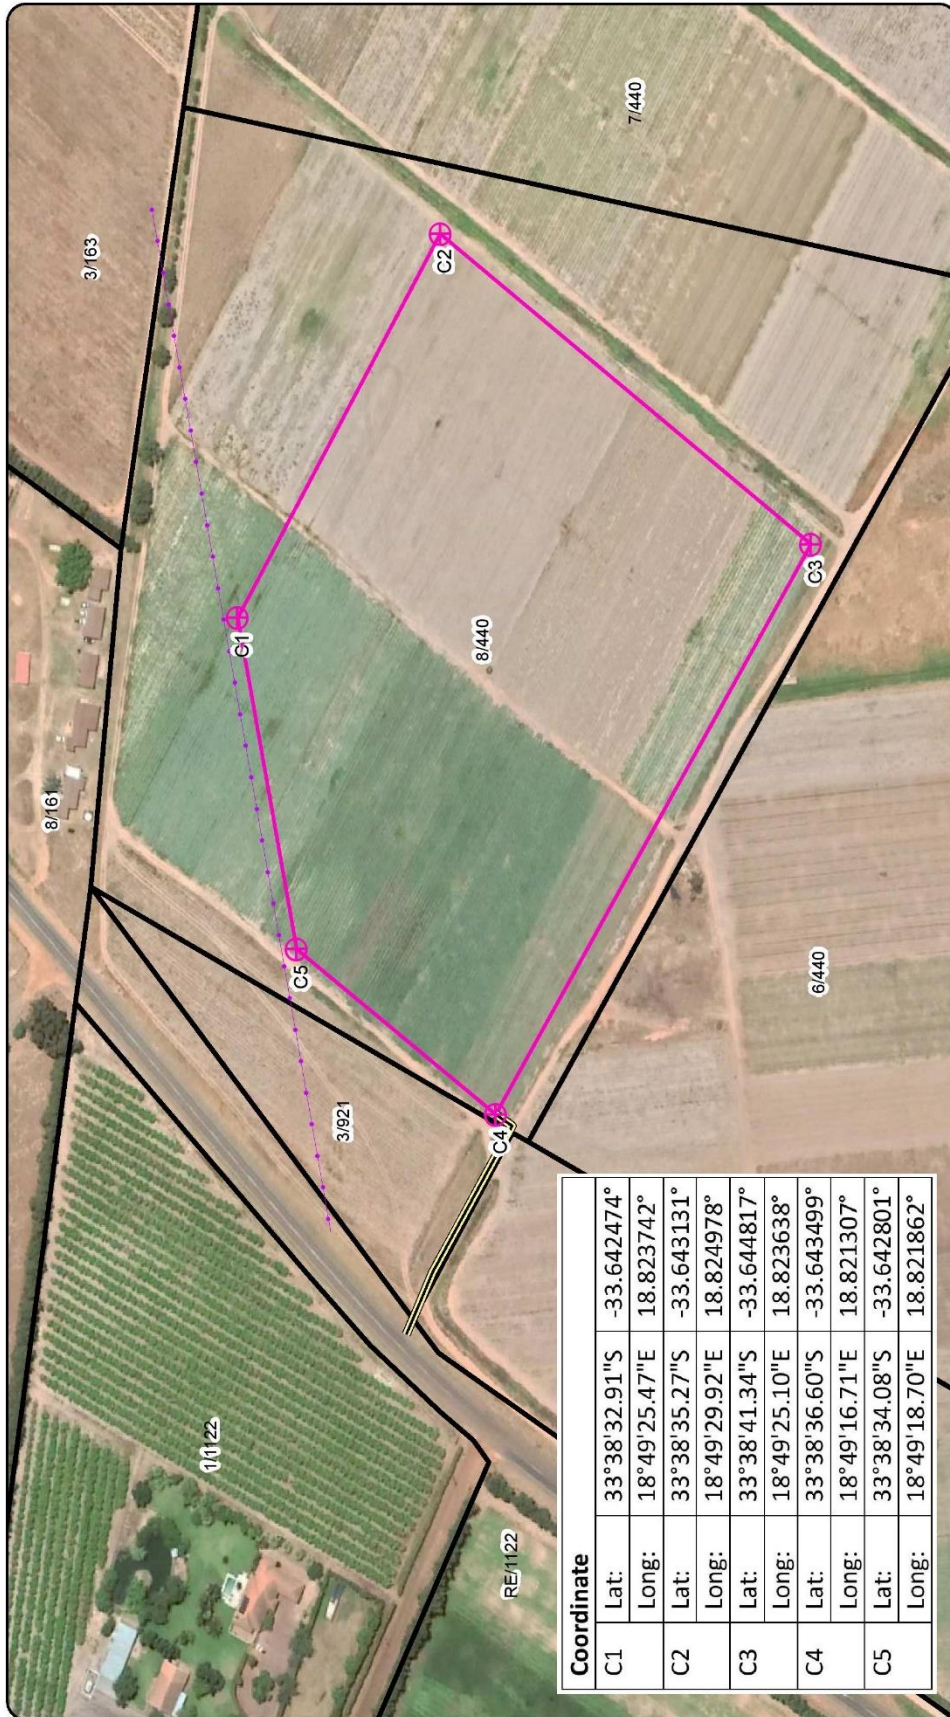 3/163
7/440
8/161
C1
C2
8/440
C3
C5
3/921
C4
6/440
1/1122
RE/1122
Coordinate
C1 Lat: 33°38'32.91"S -33.642474°
Long: 18°49'25.47"E 18.823742°
C2 Lat: 33°38'35.27"S -33.643131°
Long: 18°49'29.92"E 18.824978°
C3 Lat: 33°38'41.34"S -33.644817°
Long: 18°49'25.10"E 18.823638°
C4 Lat: 33°38'36.60"S -33.643499°
Long: 18°49'16.71"E 18.821307°
C5 Lat: 33°38'34.08"S -33.642801°
Long: 18°49'18.70"E 18.821862°